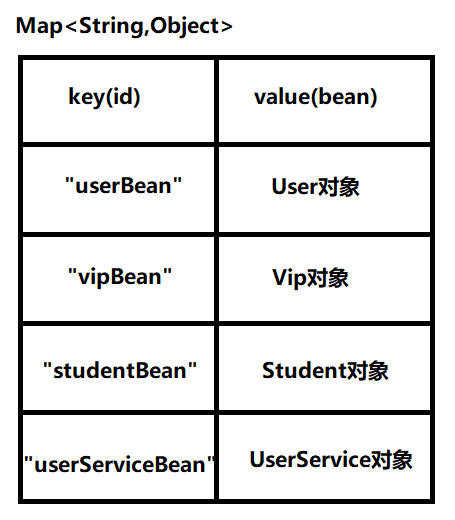 Map<String,Object>
key(id) value(bean)
"userBean" User对象
"vipBean" Vip对象
"studentBean" Student对象
"userServiceBean" UserService对象